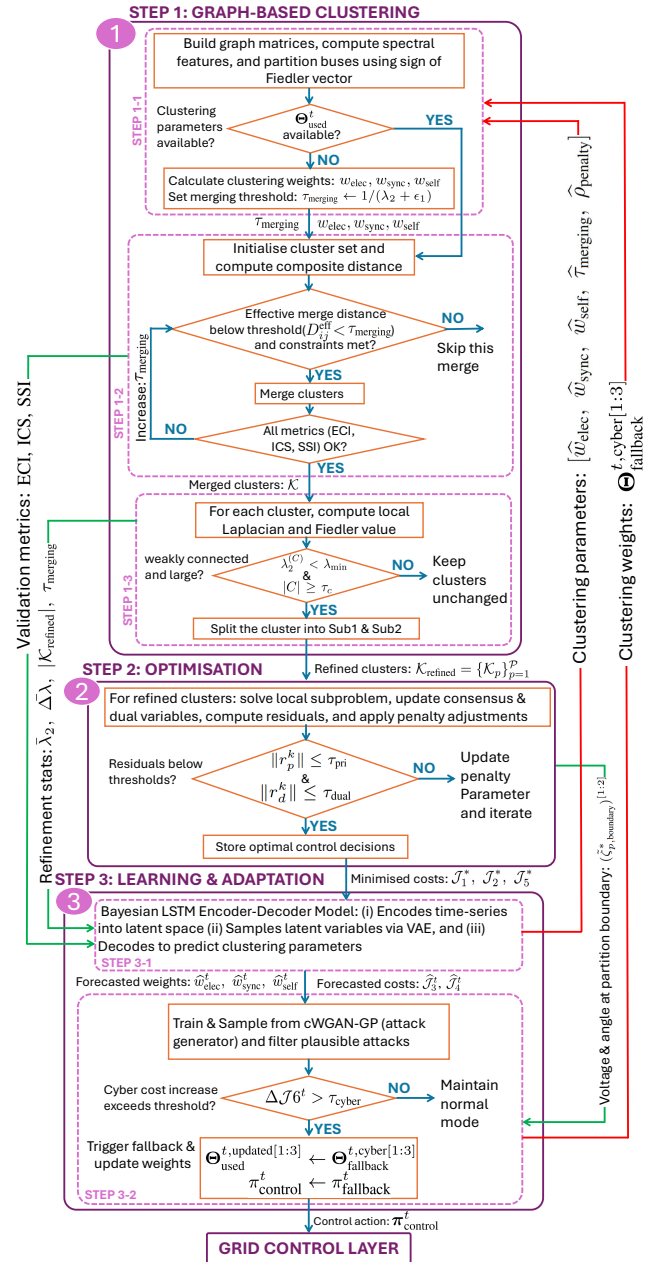 STEP 1: GRAPH-BASED CLUSTERING
1
Build graph matrices, compute spectral
features, and partition buses using sign of
Fiedler vector
STEP 1-1
Clustering
parameters
available?
Θ^t_used
available?
YES
NO
Calculate clustering weights: w_elec, w_sync, w_self
Set merging threshold: τ_merging ← 1/(λ_2 + ϵ_1)
τ_merging w_elec, w_sync, w_self
Initialise cluster set and
compute composite distance
Effective merge distance
below threshold(D^eff_ij < τ_merging)
and constraints met?
NO
Skip this
merge
YES
Increase: τ_merging
STEP 1-2
Merge clusters
NO
All metrics (ECI,
ICS, SSI) OK?
YES
Merged clusters: 𝒦
For each cluster, compute local
Laplacian and Fiedler value
weakly connected
and large?
λ_2^(C) < λ_min
&
|C| ≥ τ_c
NO
Keep
clusters
unchanged
STEP 1-3
YES
Split the cluster into Sub1 & Sub2
Validation metrics: ECI, ICS, SSI
Refinement stats: λ̄_2, Δ̄λ, |𝒦_refined|, τ_merging
Clustering parameters: [ŵ_elec, ŵ_sync, ŵ_self, τ̂_merging, ρ̂_penalty]
Clustering weights: Θ^t,cyber[1:3]_fallback
STEP 2: OPTIMISATION
Refined clusters: 𝒦_refined = {𝒦_p}^𝒫_p=1
2
For refined clusters: solve local subproblem, update consensus &
dual variables, compute residuals, and apply penalty adjustments
Residuals below
thresholds?
‖r^k_p‖ ≤ τ_pri
&
‖r^k_d‖ ≤ τ_dual
NO
Update
penalty
Parameter
and iterate
YES
Store optimal control decisions
Voltage & angle at partition boundary: (ζ̃*_p,boundary)^[1:2]
STEP 3: LEARNING & ADAPTATION
Minimised costs: 𝒥*_1, 𝒥*_2, 𝒥*_5
3
Bayesian LSTM Encoder-Decoder Model: (i) Encodes time-series
into latent space (ii) Samples latent variables via VAE, and (iii)
Decodes to predict clustering parameters
STEP 3-1
Forecasted weights: ŵ^t_elec, ŵ^t_sync, ŵ^t_self
Forecasted costs: 𝒥̂^t_3, 𝒥̂^t_4
Train & Sample from cWGAN-GP (attack
generator) and filter plausible attacks
Cyber cost increase
exceeds threshold?
Δ𝒥6^t > τ_cyber
NO
Maintain
normal
mode
YES
Trigger fallback &
update weights
Θ^t,updated[1:3]_used ← Θ^t,cyber[1:3]_fallback
π^t_control ← π^t_fallback
STEP 3-2
Control action: π^t_control
GRID CONTROL LAYER